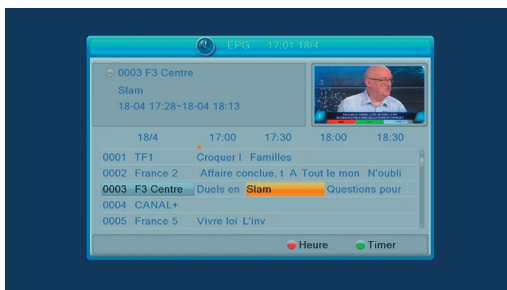 EPG 17:01 18/4
0003 F3 Centre
Slam
18-04 17:28~18-04 18:13
18/4 17:00 17:30 18:00 18:30
0001 TF1 Croquer l Familles
0002 France 2 Affaire conclue, t A Tout le mon N'oubli
0003 F3 Centre Duels en Slam Questions pour
0004 CANAL+
0005 France 5 Vivre loi L'inv
Heure Timer